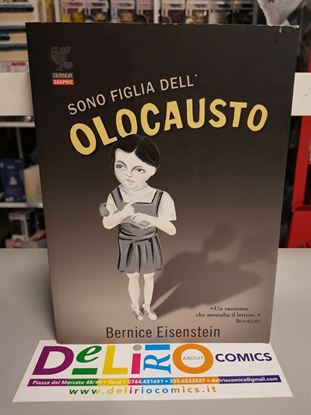 GUANDA
GRAPHIC
SONO FIGLIA DELL'
OLOCAUSTO
«Un racconto
che ammalia il lettore.»
BOOKLIST
Bernice Eisenstein
DeLiRiO ABOUT COMICS
Piazza del Mercato 48/49 • Terni • 0744.431651 • 335.6533527 • deliriocomics@gmail.com
www.deliriocomics.it